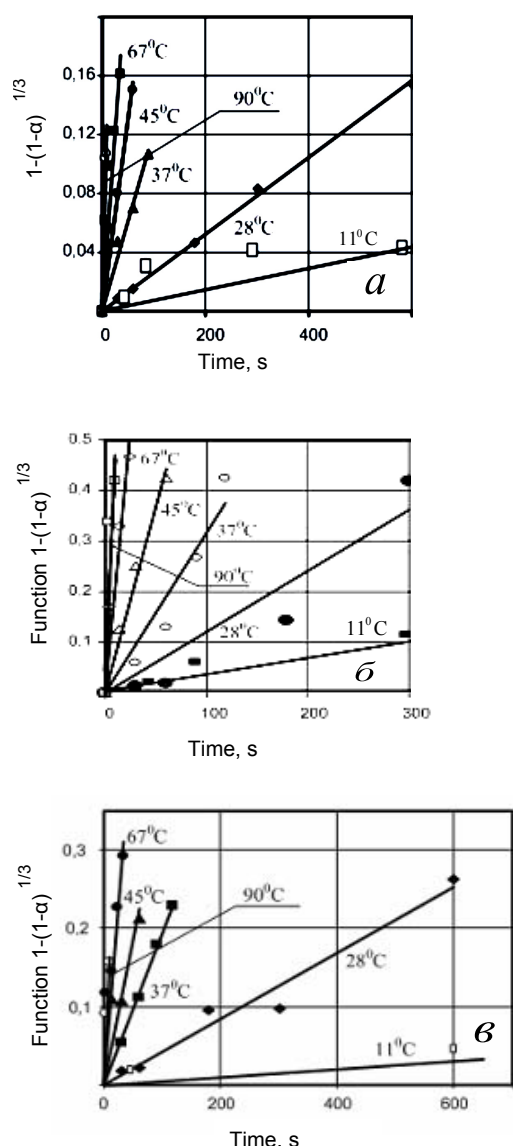 67⁰C
0,16
90⁰C
45⁰C
0.12
37⁰C
0.08
28⁰C
11⁰C
0,04
а
200
400
1-(1-α) 1/3
Time, s
0.5
67⁰C
0.4
45⁰C
37⁰C
0.3
90⁰C
0.2
28⁰C
11⁰C
0.1
б
0
0
100
200
300
Function 1-(1-α) 1/3
Time, s
0,3
67⁰C
45⁰C
90⁰C
0,2
28⁰C
37⁰C
0,1
11⁰C
в
0
0
200
400
600
Function 1-(1-α) 1/3
Time, s